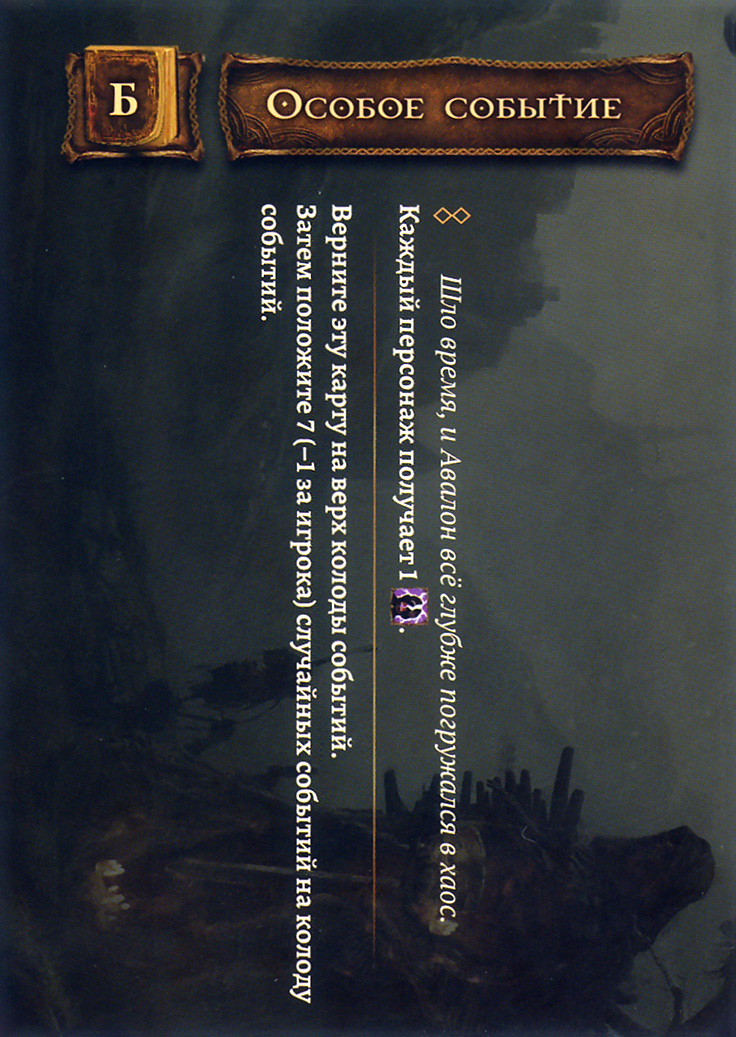 Б
Особое событие
Шло время, и Авалон всё глубже погружался в хаос.
Каждый персонаж получает 1 .
Верните эту карту на верх колоды событий.
Затем положите 7 (–1 за игрока) случайных событий на колоду
событий.